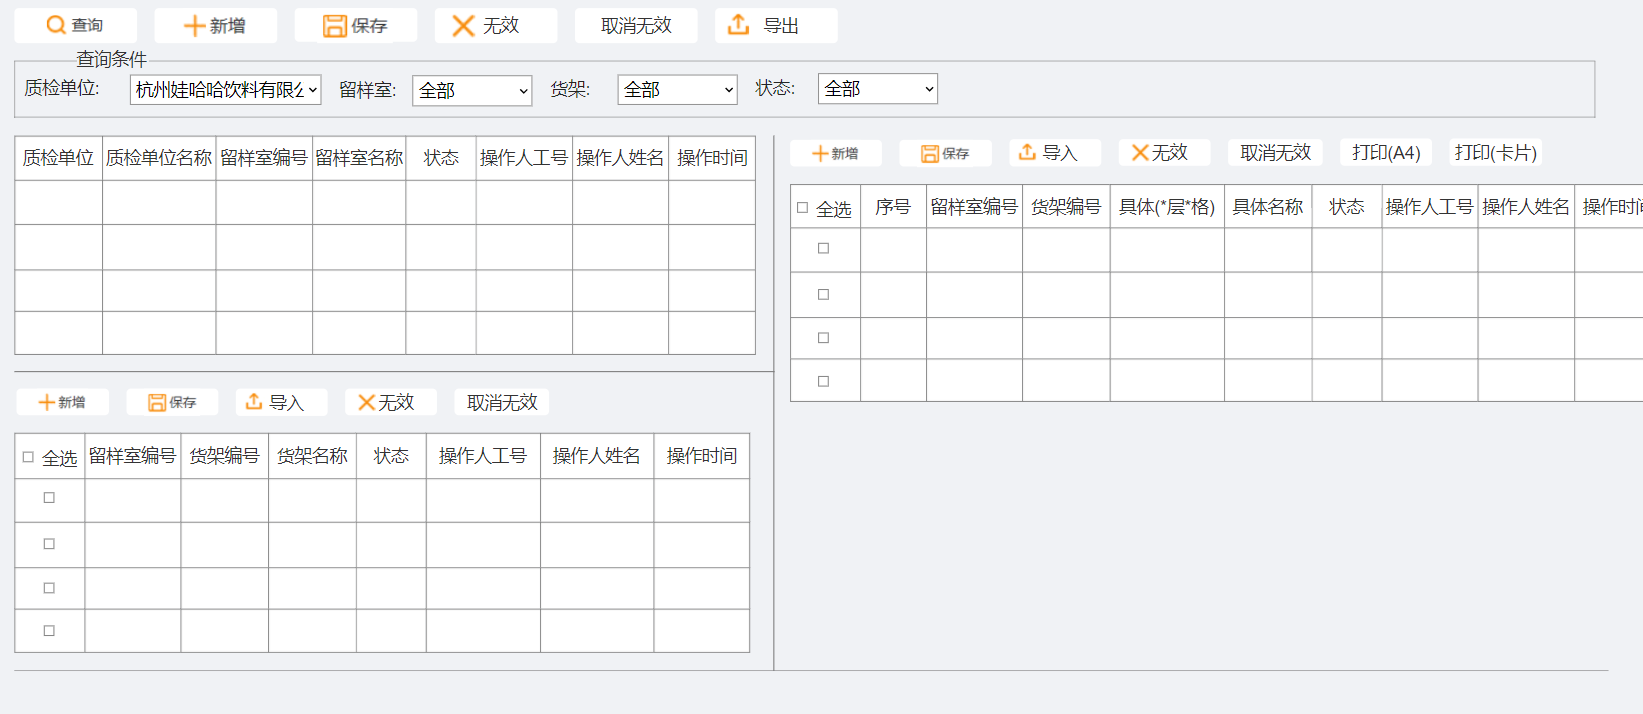 查询 新增 保存 无效 取消无效 导出
查询条件
质检单位: 杭州娃哈哈饮料有限 留样室: 全部 货架: 全部 状态: 全部
质检单位 质检单位名称 留样室编号 留样室名称 状态 操作人工号 操作人姓名 操作时间
新增 保存 导入 无效 取消无效
全选 留样室编号 货架编号 货架名称 状态 操作人工号 操作人姓名 操作时间
新增 保存 导入 无效 取消无效 打印(A4) 打印(卡片)
全选 序号 留样室编号 货架编号 具体(*层*格) 具体名称 状态 操作人工号 操作人姓名 操作时